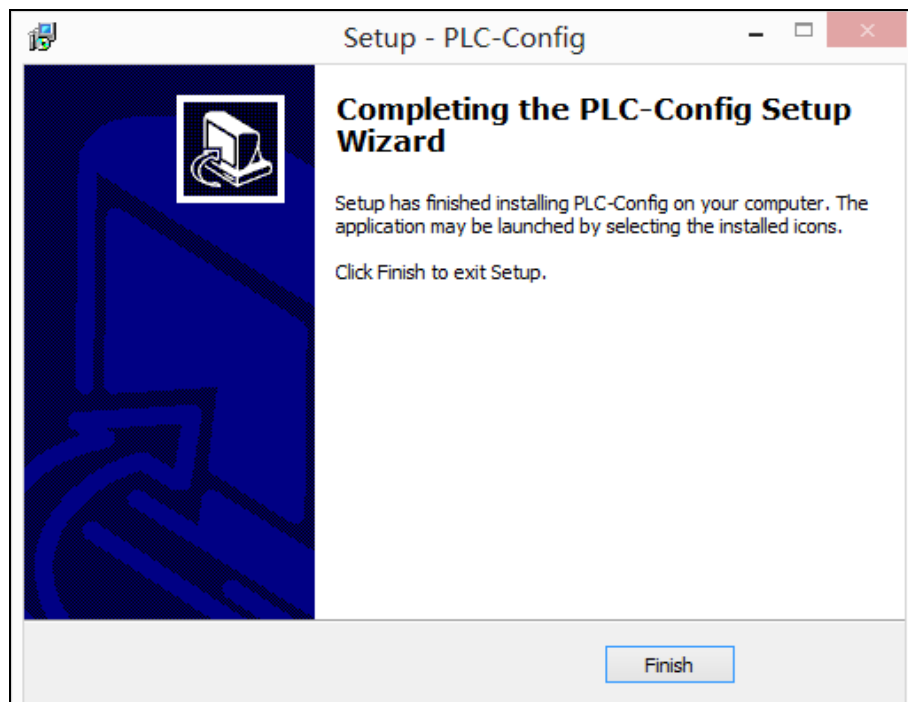 Setup - PLC-Config
Completing the PLC-Config Setup
Wizard
Setup has finished installing PLC-Config on your computer. The
application may be launched by selecting the installed icons.
Click Finish to exit Setup.
Finish